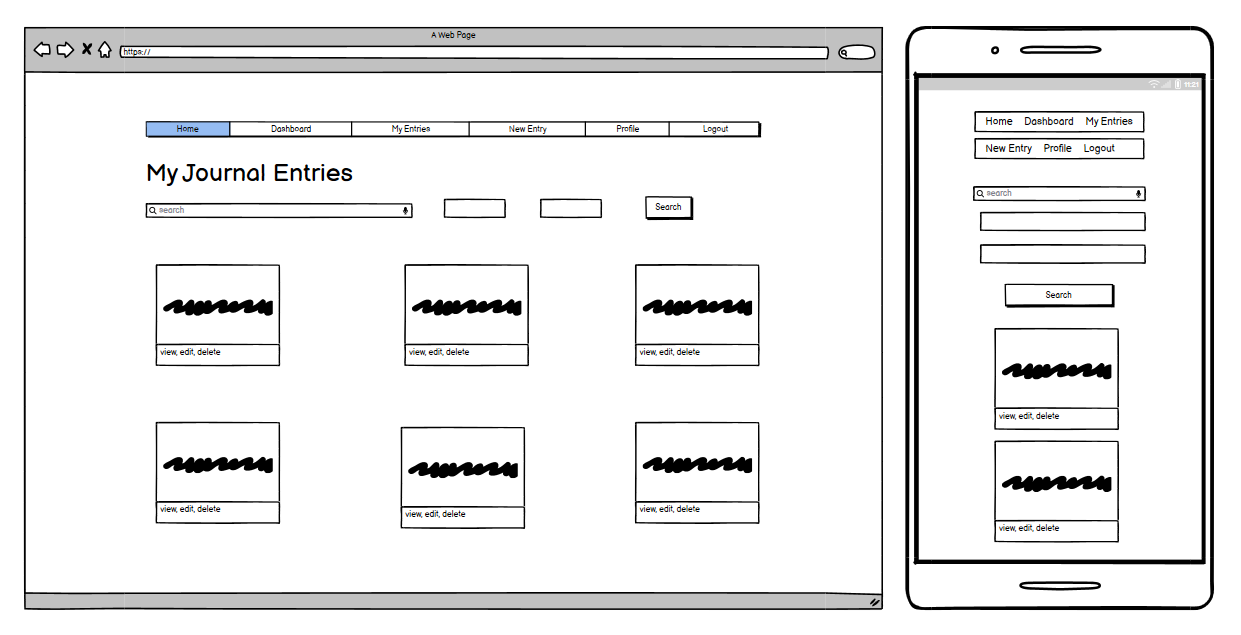 A Web Page
https://
Home Dashboard My Entries New Entry Profile Logout
My Journal Entries
search Search
view, edit, delete view, edit, delete view, edit, delete
view, edit, delete view, edit, delete view, edit, delete
11:21
Home Dashboard My Entries
New Entry Profile Logout
search
Search
view, edit, delete
view, edit, delete